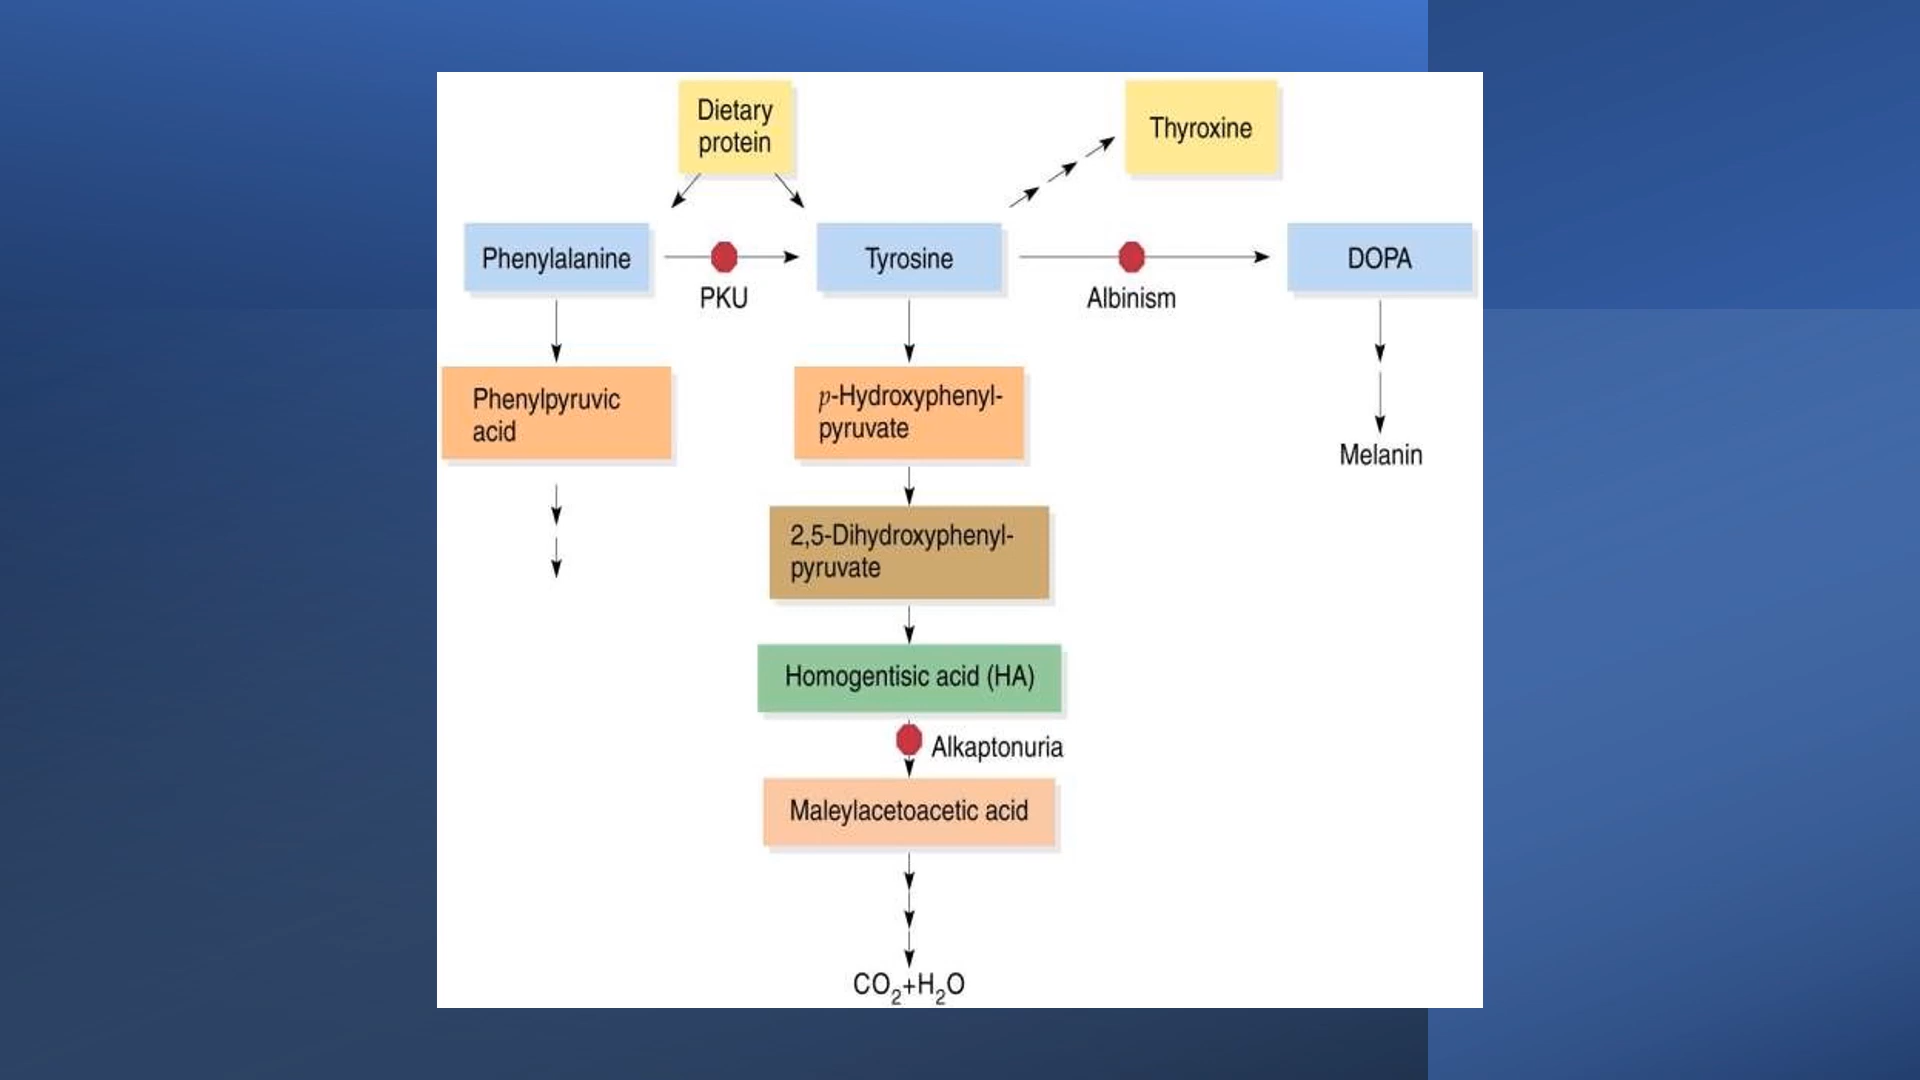 Dietary
protein
Thyroxine
Phenylalanine
Tyrosine
DOPA
PKU
Albinism
Phenylpyruvic
acid
p-Hydroxyphenyl-
pyruvate
Melanin
2,5-Dihydroxyphenyl-
pyruvate
Homogentisic acid (HA)
Alkaptonuria
Maleylacetoacetic acid
CO₂+H₂O